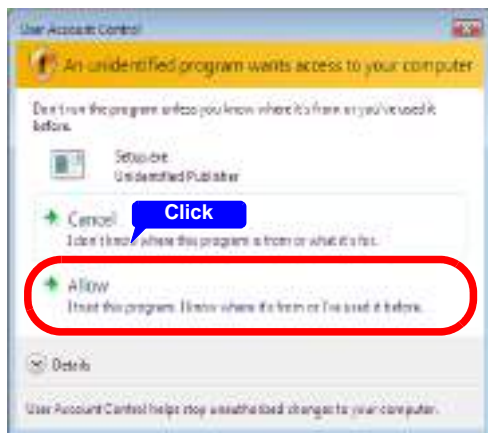 User Account Control
An unidentified program wants access to your computer
Don't run the program unless you know where it's from or you've used it
before.
Setup.exe
Unidentified Publisher
Cancel
Click
I don't know where this program is from or what it's for.
Allow
I trust this program. I know where it's from or I've used it before.
Details
User Account Control helps stop unauthorized changes to your computer.